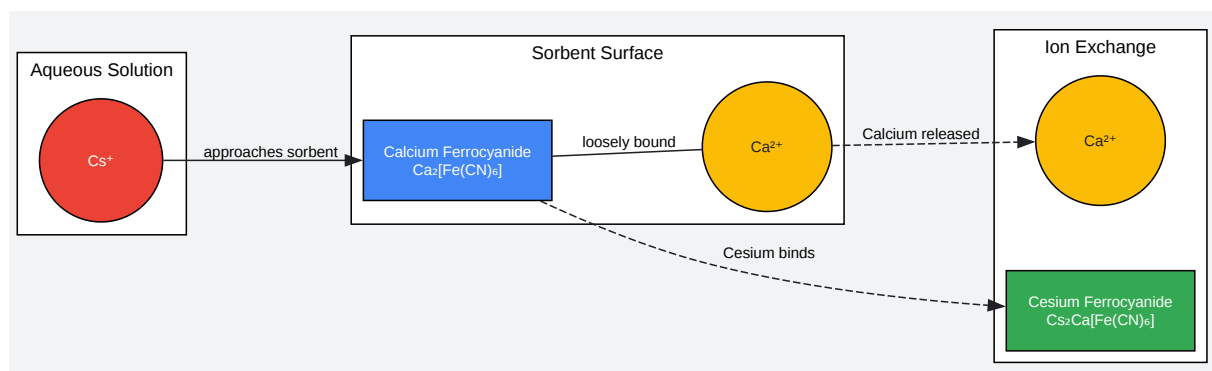 Aqueous Solution
Cs⁺
approaches sorbent
Sorbent Surface
Calcium Ferrocyanide
Ca₂[Fe(CN)₆]
loosely bound
Ca²⁺
Calcium released
Cesium binds
Ion Exchange
Ca²⁺
Cesium Ferrocyanide
Cs₂Ca[Fe(CN)₆]